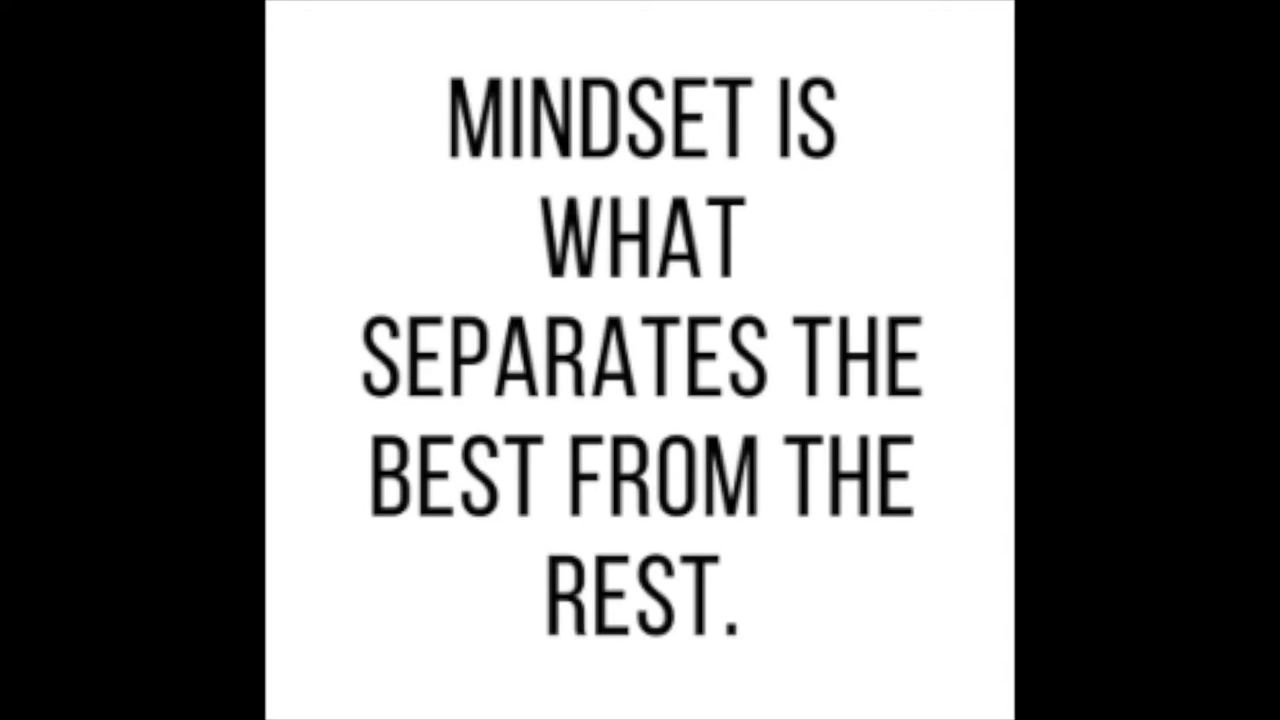 MINDSET IS
WHAT
SEPARATES THE
BEST FROM THE
REST.